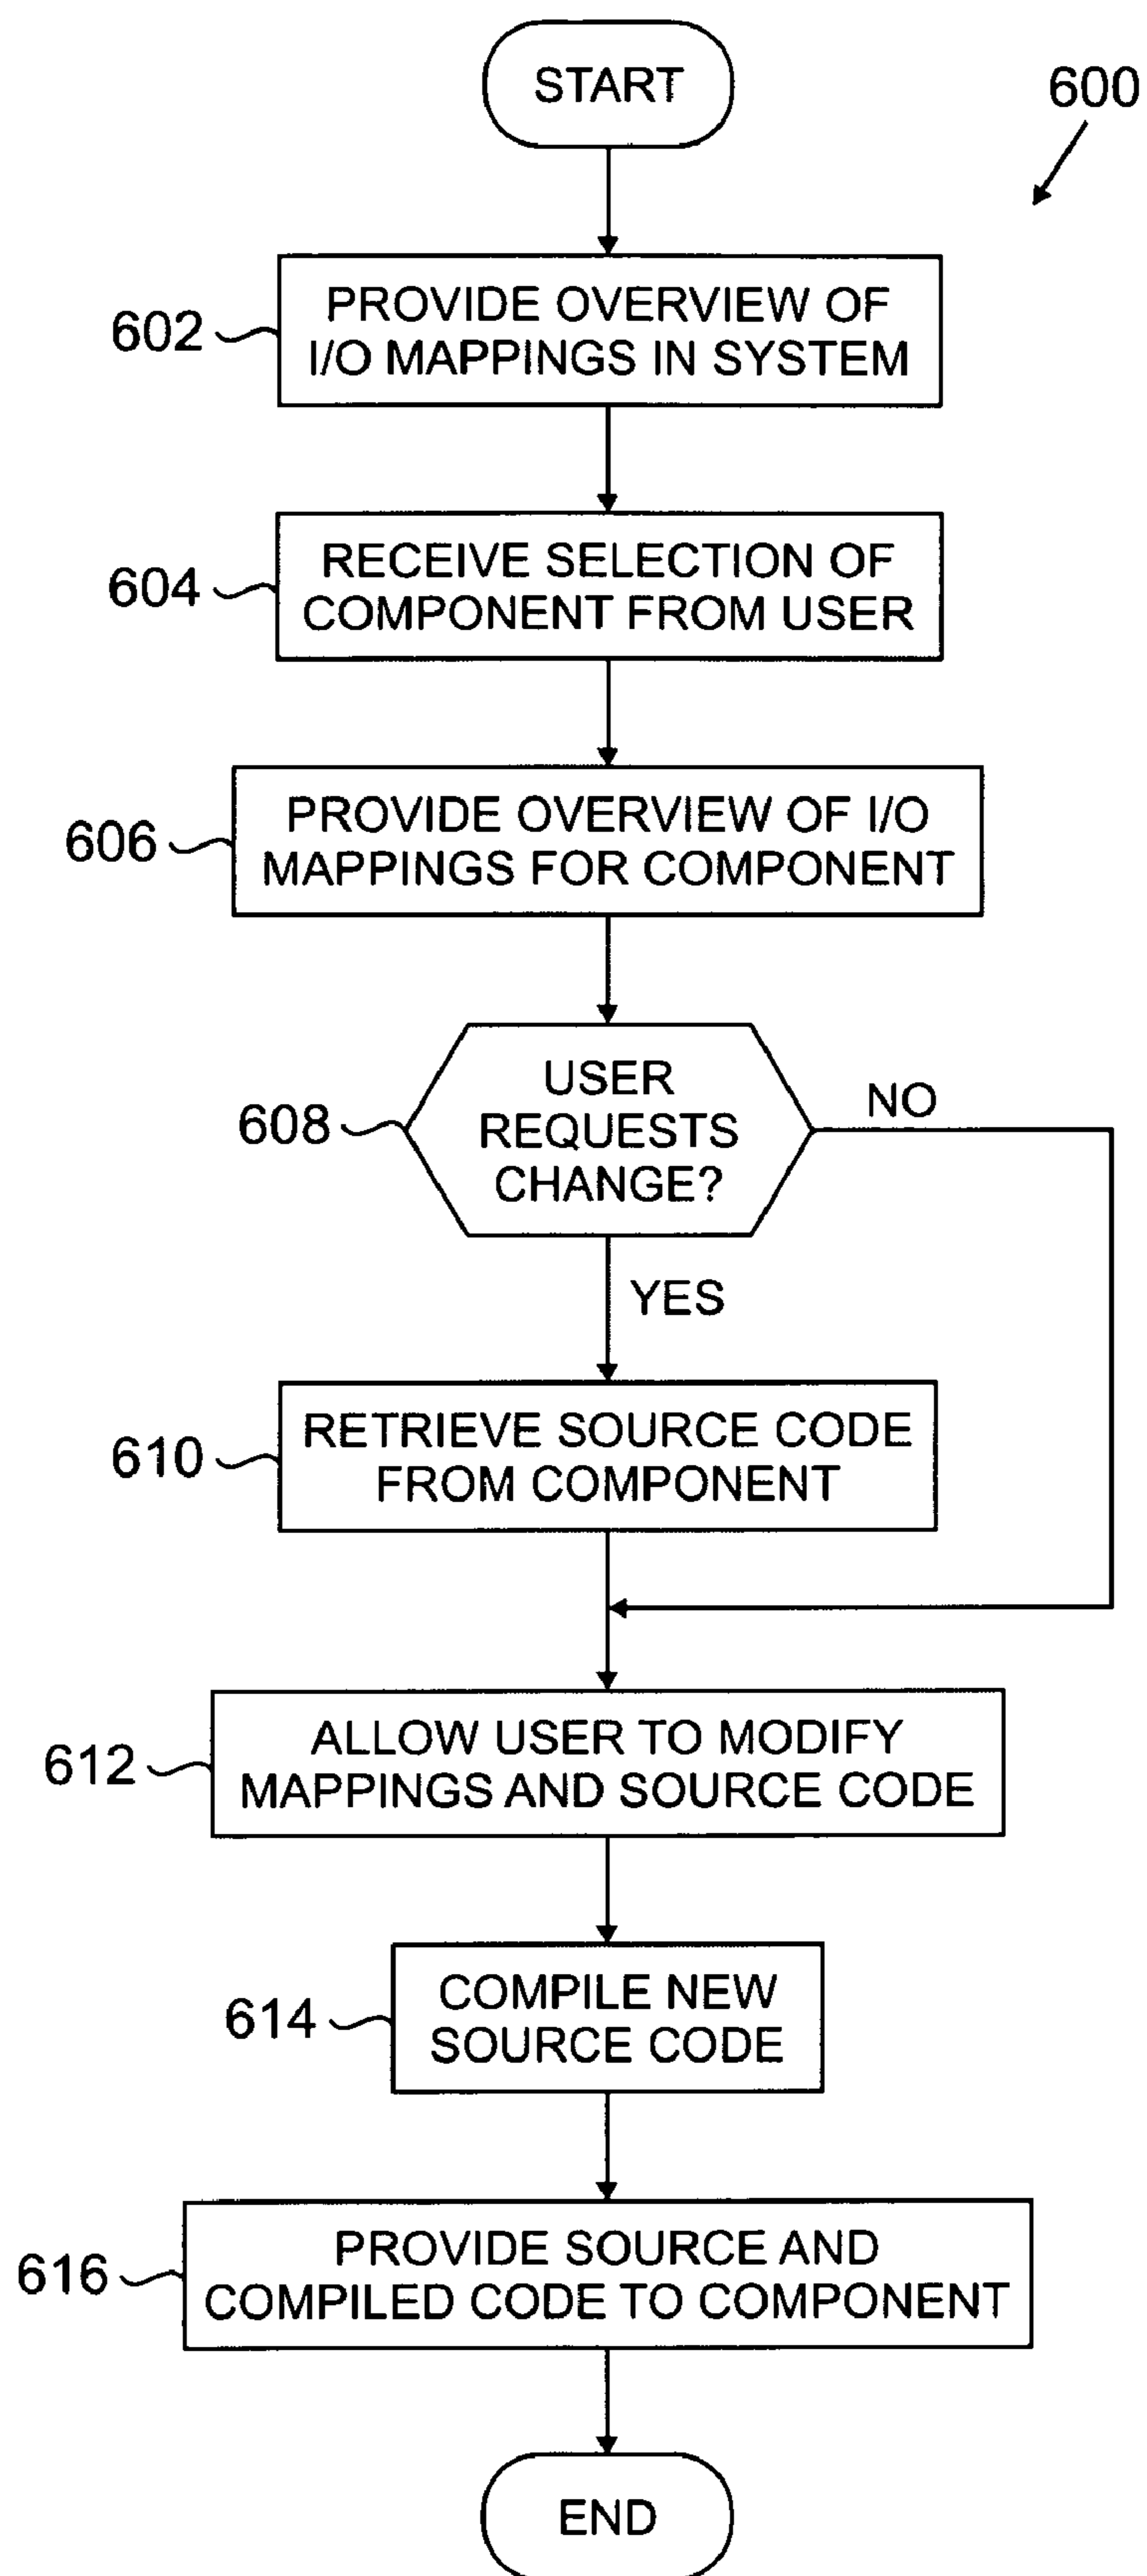 START
600
602
PROVIDE OVERVIEW OF
I/O MAPPINGS IN SYSTEM
604
RECEIVE SELECTION OF
COMPONENT FROM USER
606
PROVIDE OVERVIEW OF I/O
MAPPINGS FOR COMPONENT
608
USER
REQUESTS
CHANGE?
NO
YES
610
RETRIEVE SOURCE CODE
FROM COMPONENT
612
ALLOW USER TO MODIFY
MAPPINGS AND SOURCE CODE
614
COMPILE NEW
SOURCE CODE
616
PROVIDE SOURCE AND
COMPILED CODE TO COMPONENT
END